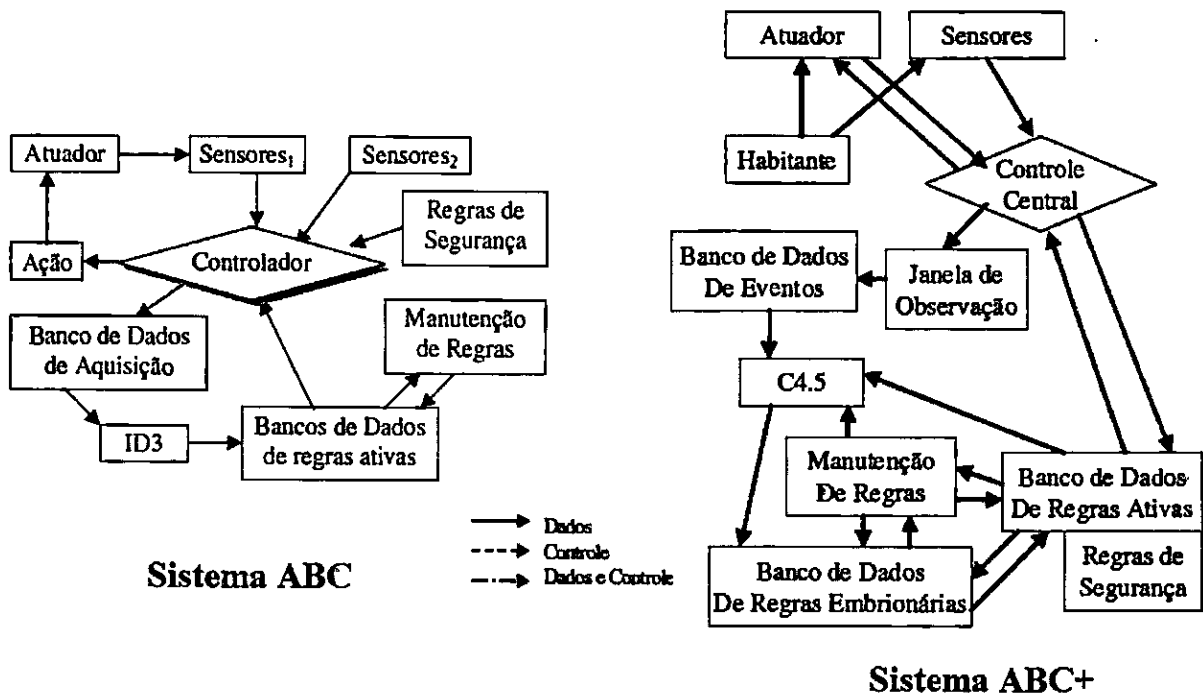 Atuador
Sensores₁
Sensores₂
Regras de
Segurança
Ação
Controlador
Banco de Dados
de Aquisição
Manutenção
de Regras
ID3
Bancos de Dados
de regras ativas
Sistema ABC
Dados
Controle
Dados e Controle
Atuador
Sensores
Habitante
Controle
Central
Banco de Dados
De Eventos
Janela de
Observação
C4.5
Manutenção
De Regras
Banco de Dados
De Regras Ativas
Regras de
Segurança
Banco de Dados
De Regras Embrionárias
Sistema ABC+